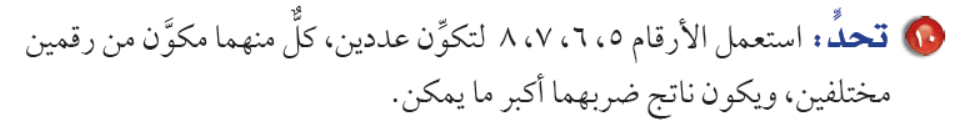 ١٠ تحدٍّ: استعمل الأرقام ٥، ٦، ٧، ٨ لتكوِّن عددين، كلٌّ منهما مكوَّن من رقمين
مختلفين، ويكون ناتج ضربهما أكبر ما يمكن.